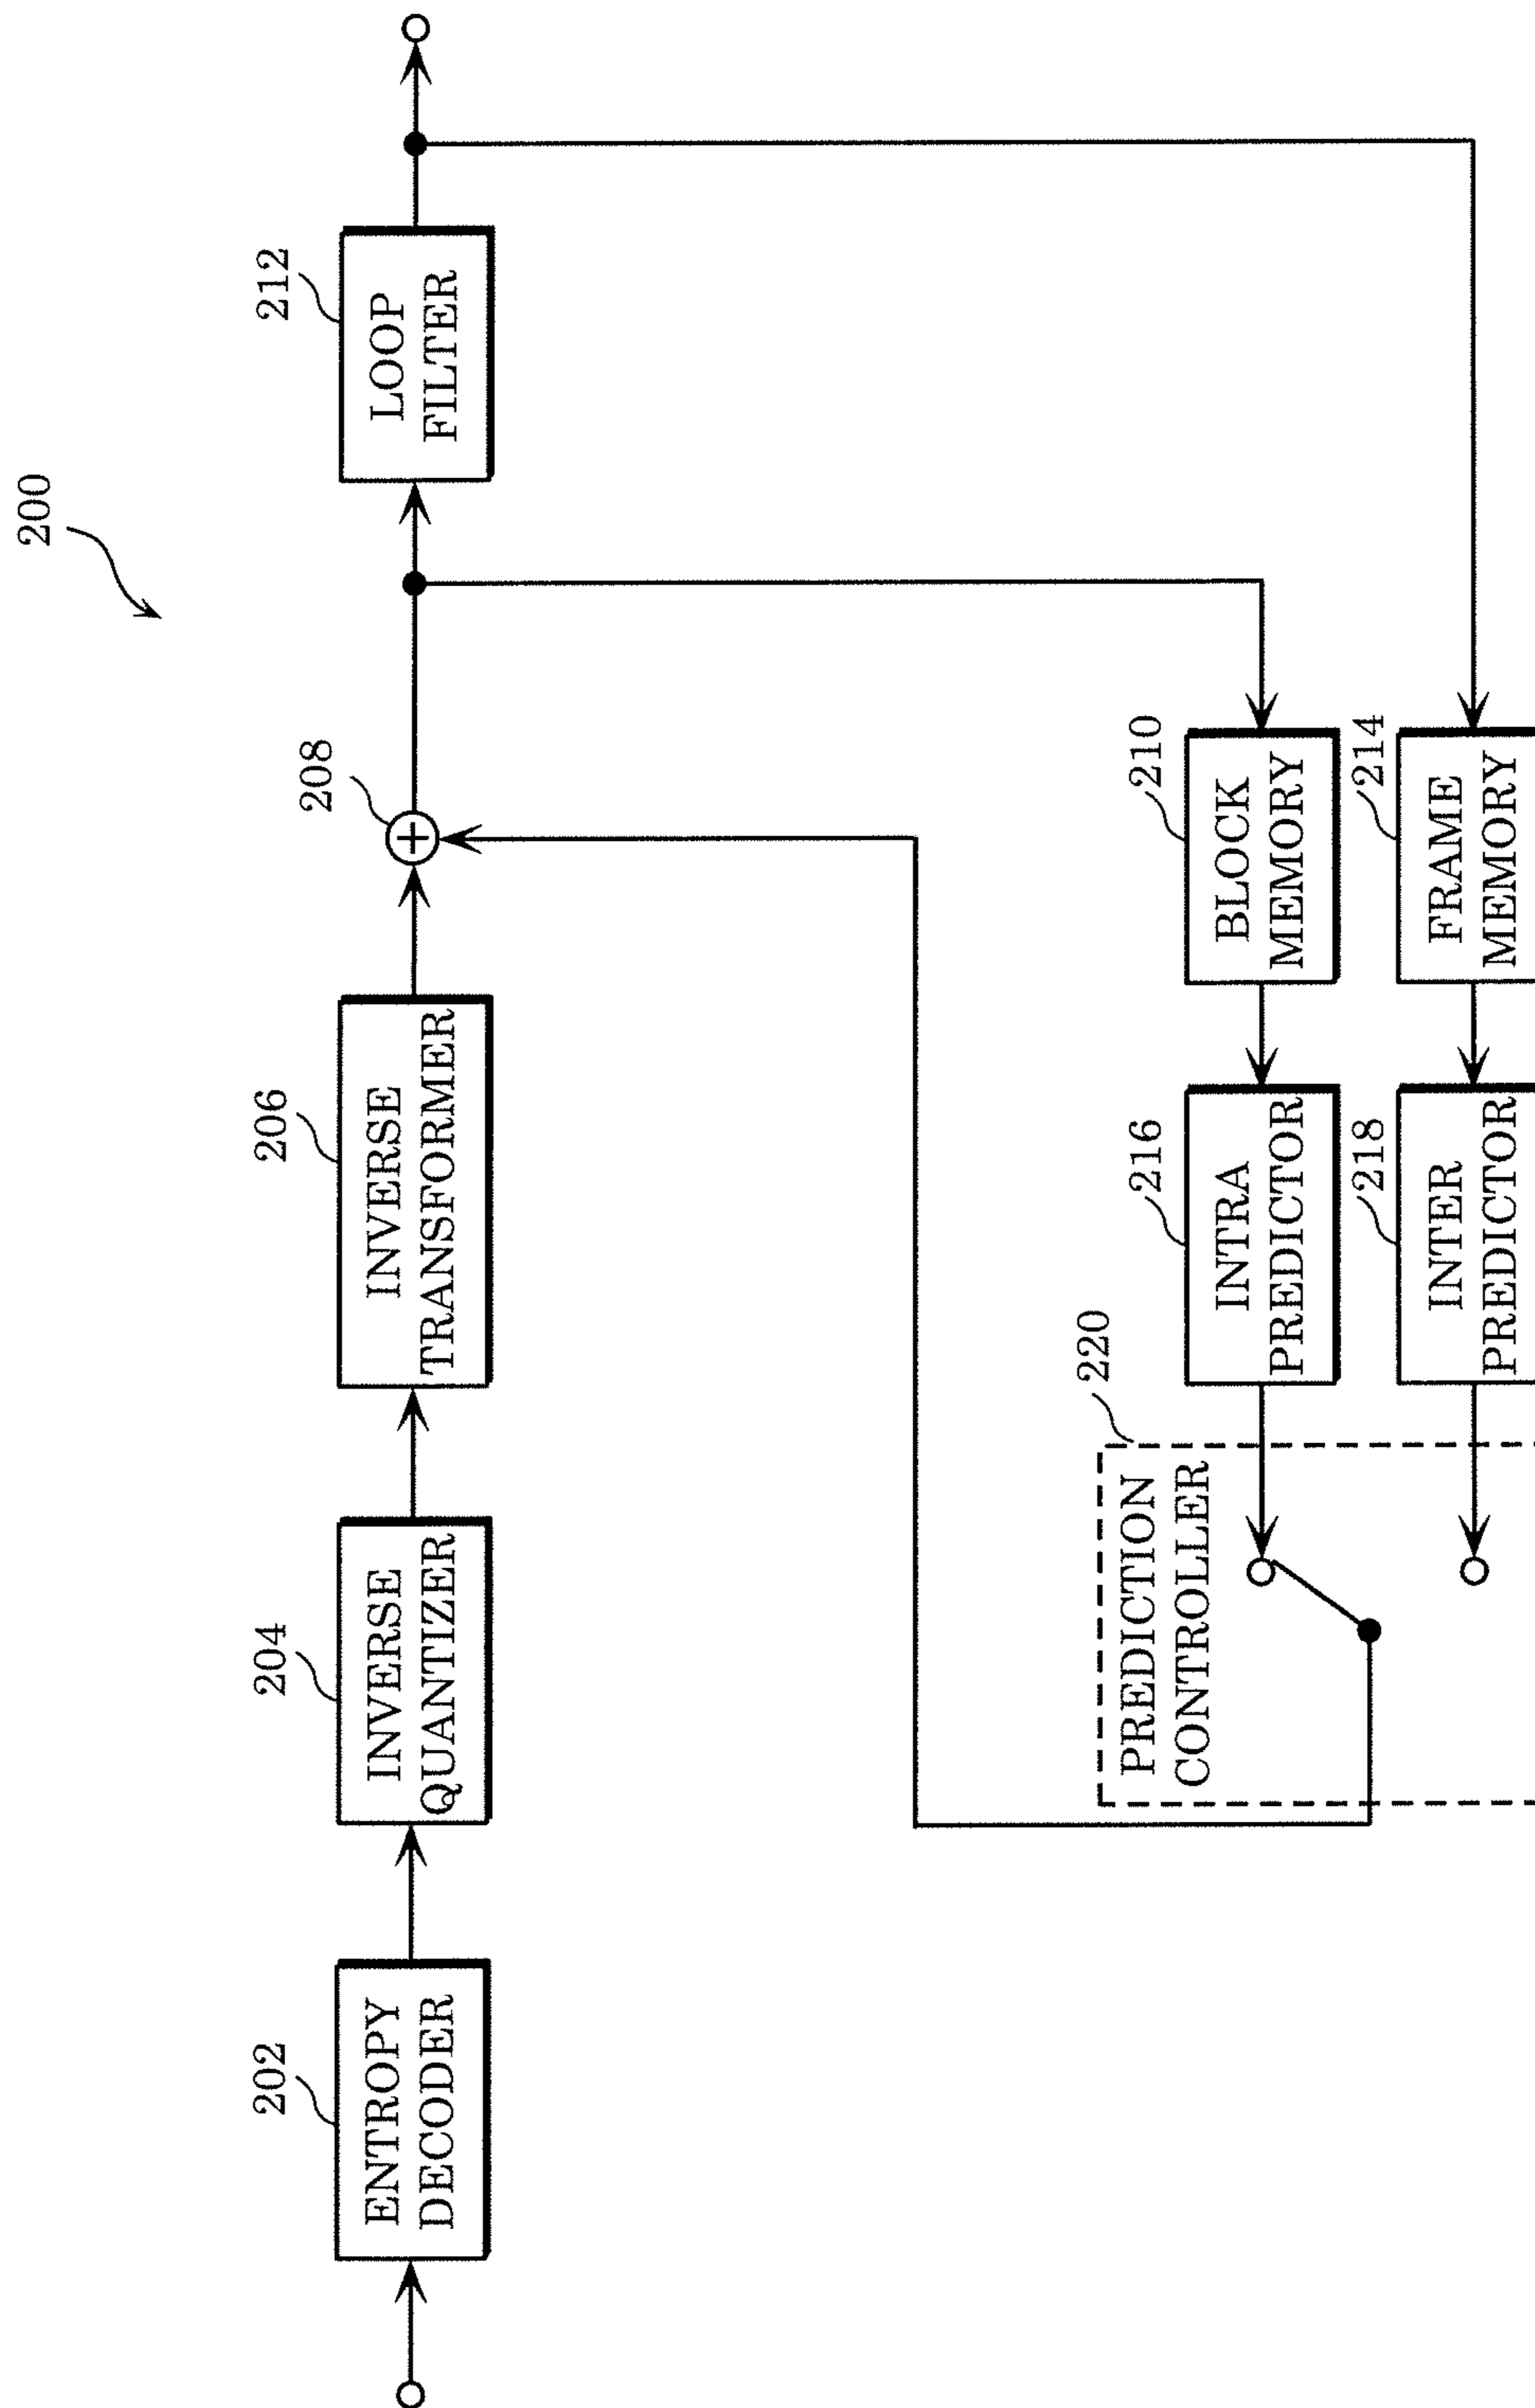 200
202
ENTROPY
DECODER
204
INVERSE
QUANTIZER
206
INVERSE
TRANSFORMER
208
+
212
LOOP
FILTER
220
PREDICTION
CONTROLLER
216
INTRA
PREDICTOR
210
BLOCK
MEMORY
218
INTER
PREDICTOR
214
FRAME
MEMORY